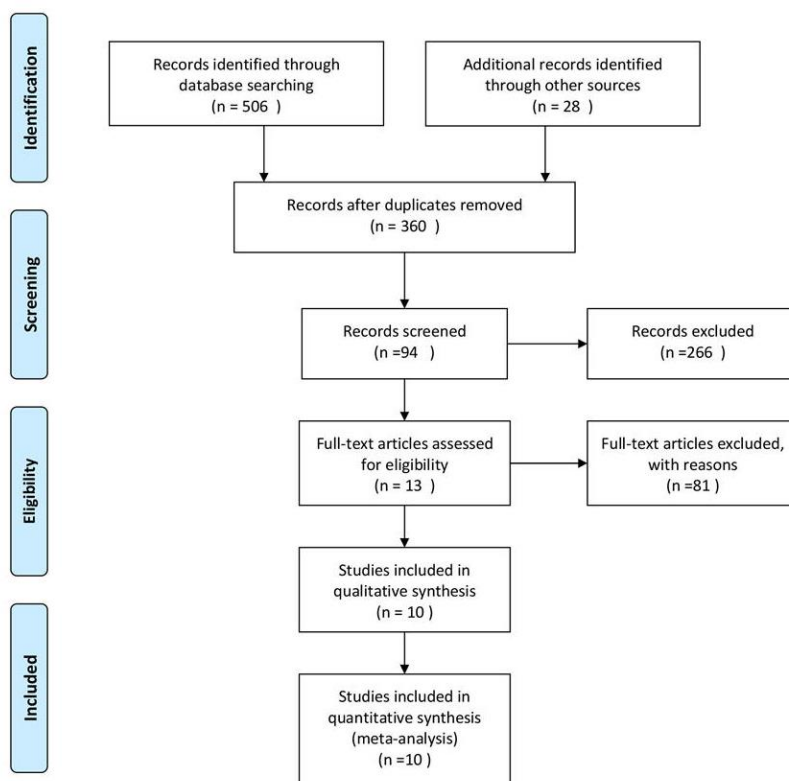 Identification
Records identified through
database searching
(n = 506 )
Additional records identified
through other sources
(n = 28 )
Records after duplicates removed
(n = 360 )
Screening
Records screened
(n =94 )
Records excluded
(n =266 )
Eligibility
Full-text articles assessed
for eligibility
(n = 13 )
Full-text articles excluded,
with reasons
(n =81 )
Studies included in
qualitative synthesis
(n = 10 )
Included
Studies included in
quantitative synthesis
(meta-analysis)
(n =10 )